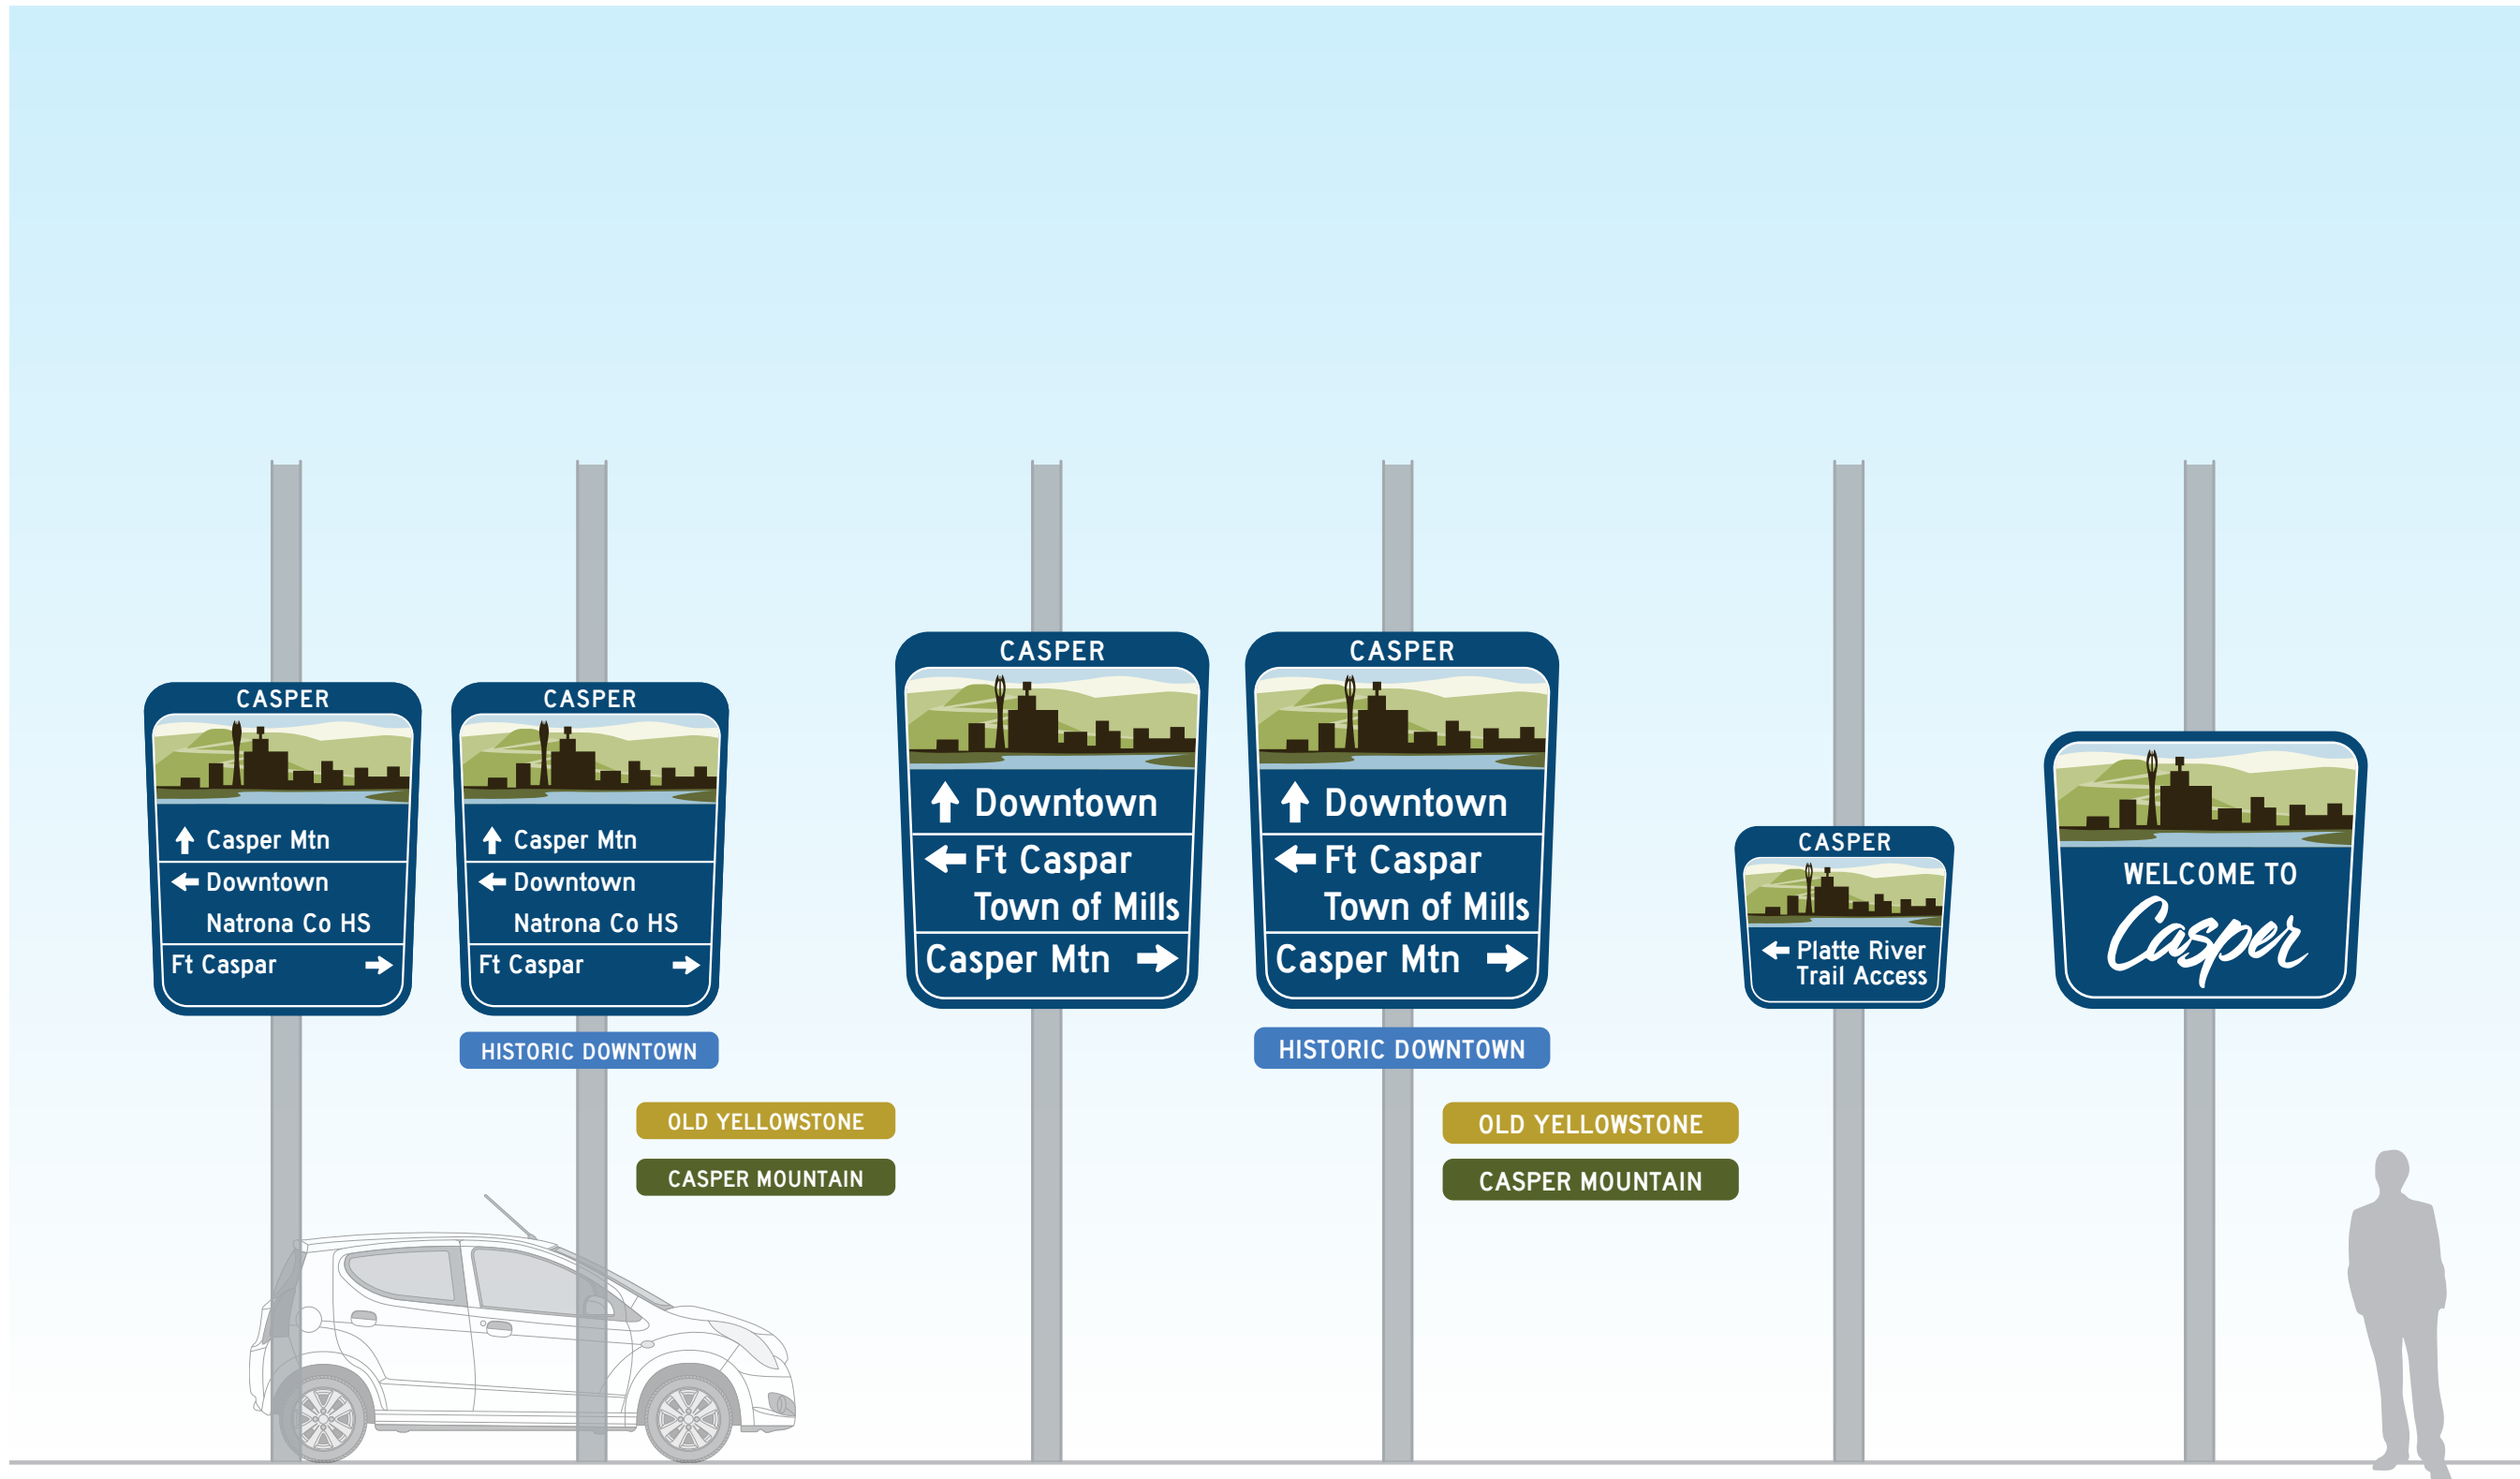 CASPER
Casper Mtn
Downtown
Natrona Co HS
Ft Caspar
CASPER
Casper Mtn
Downtown
Natrona Co HS
Ft Caspar
HISTORIC DOWNTOWN
OLD YELLOWSTONE
CASPER MOUNTAIN
CASPER
Downtown
Ft Caspar
Town of Mills
Casper Mtn
CASPER
Downtown
Ft Caspar
Town of Mills
Casper Mtn
HISTORIC DOWNTOWN
OLD YELLOWSTONE
CASPER MOUNTAIN
CASPER
Platte River
Trail Access
WELCOME TO
Casper